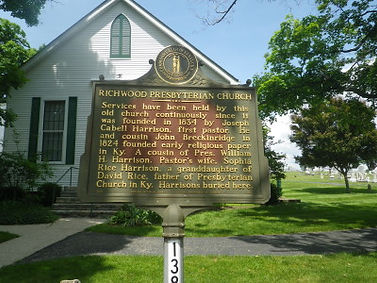 RICHWOOD PRESBYTERIAN CHURCH
Services have been held by this
old church continuously since it
was founded in 1834 by Joseph
Cabell Harrison, first pastor. He
and cousin John Breckinridge in
1824 founded early religious paper
in Ky. A cousin of Pres. William
H. Harrison. Pastor's wife, Sophia
Rice Harrison, a granddaughter of
David Rice, father of Presbyterian
Church in Ky. Harrisons buried here.
139